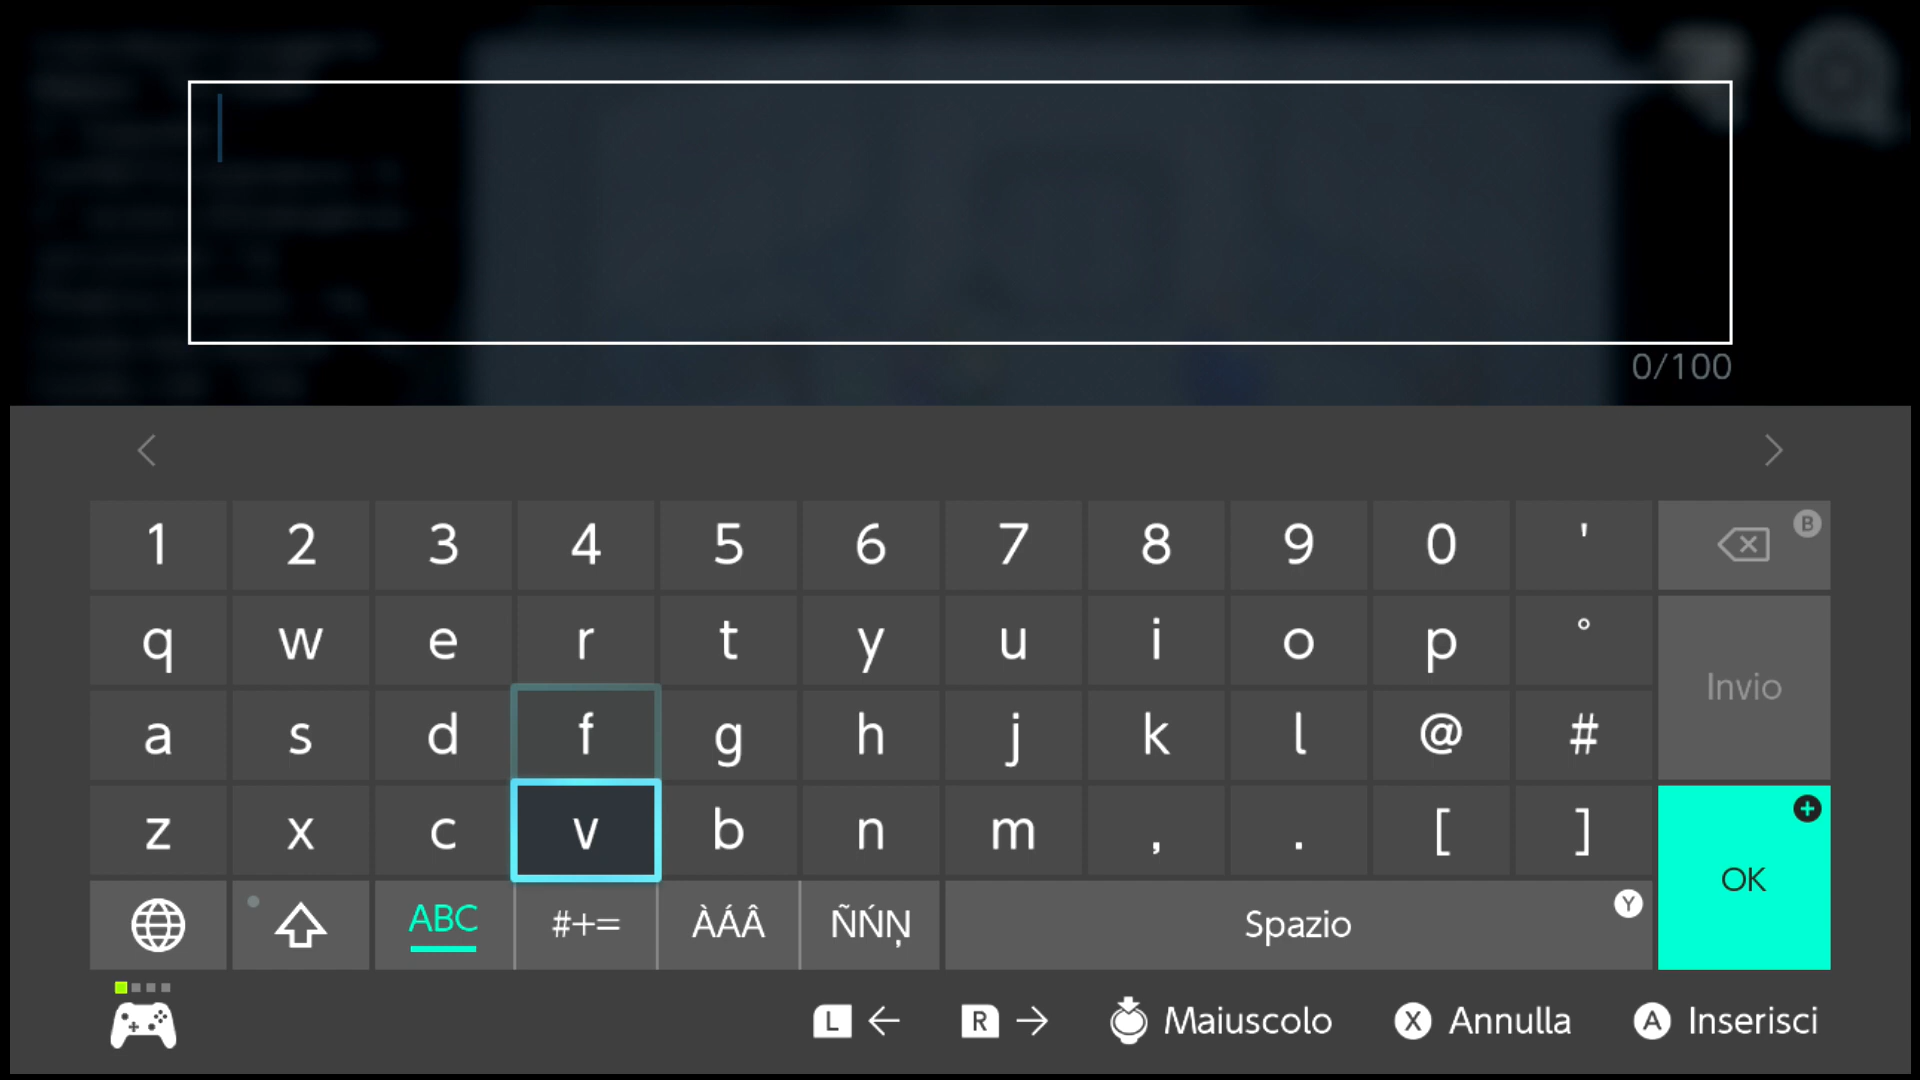 0/100
1 2 3 4 5 6 7 8 9 0 ' B
q w e r t y u i o p °
Invio
a s d f g h j k l @ #
z x c v b n m , . [ ] +
OK
ABC #+= ÀÁÂ ÑŃŅ Spazio Y
L ← R → Maiuscolo X Annulla A Inserisci